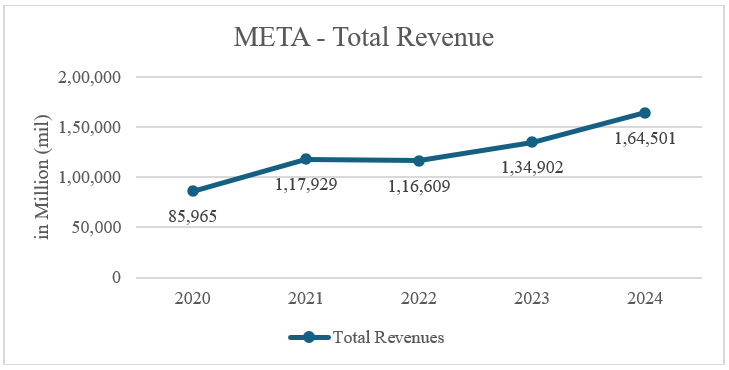 META - Total Revenue
in Million (mil)
2,00,000
1,50,000
1,00,000
50,000
0
85,965
1,17,929
1,16,609
1,34,902
1,64,501
2020 2021 2022 2023 2024
Total Revenues